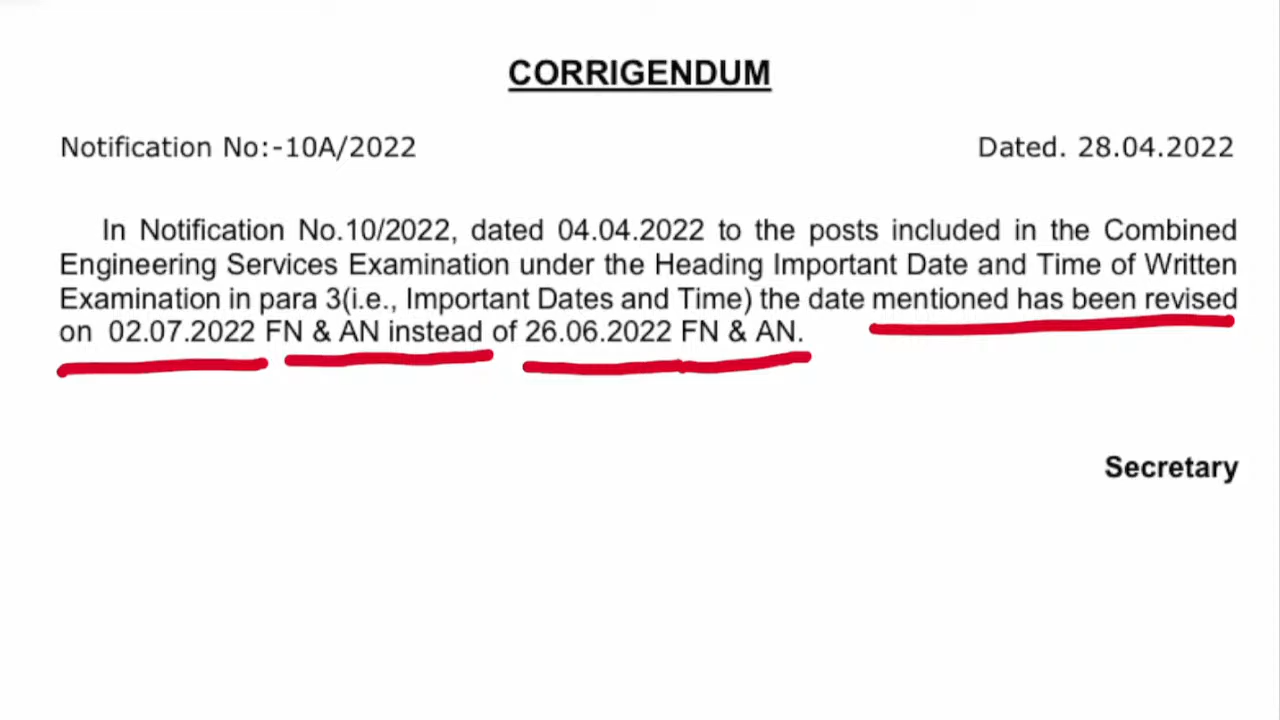 CORRIGENDUM
Notification No:-10A/2022 Dated. 28.04.2022
In Notification No.10/2022, dated 04.04.2022 to the posts included in the Combined
Engineering Services Examination under the Heading Important Date and Time of Written
Examination in para 3(i.e., Important Dates and Time) the date mentioned has been revised
on 02.07.2022 FN & AN instead of 26.06.2022 FN & AN.
Secretary